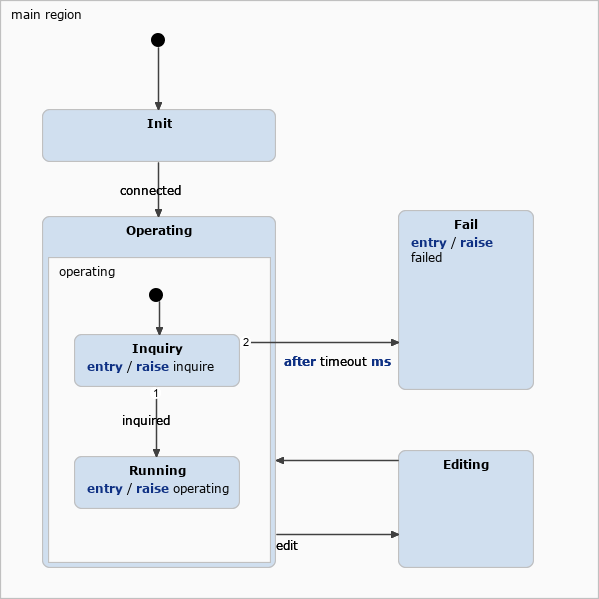 main region
Init
connected
Operating
operating
Inquiry
entry / raise inquire
2
after timeout ms
1
inquired
Running
entry / raise operating
edit
Fail
entry / raise
failed
Editing